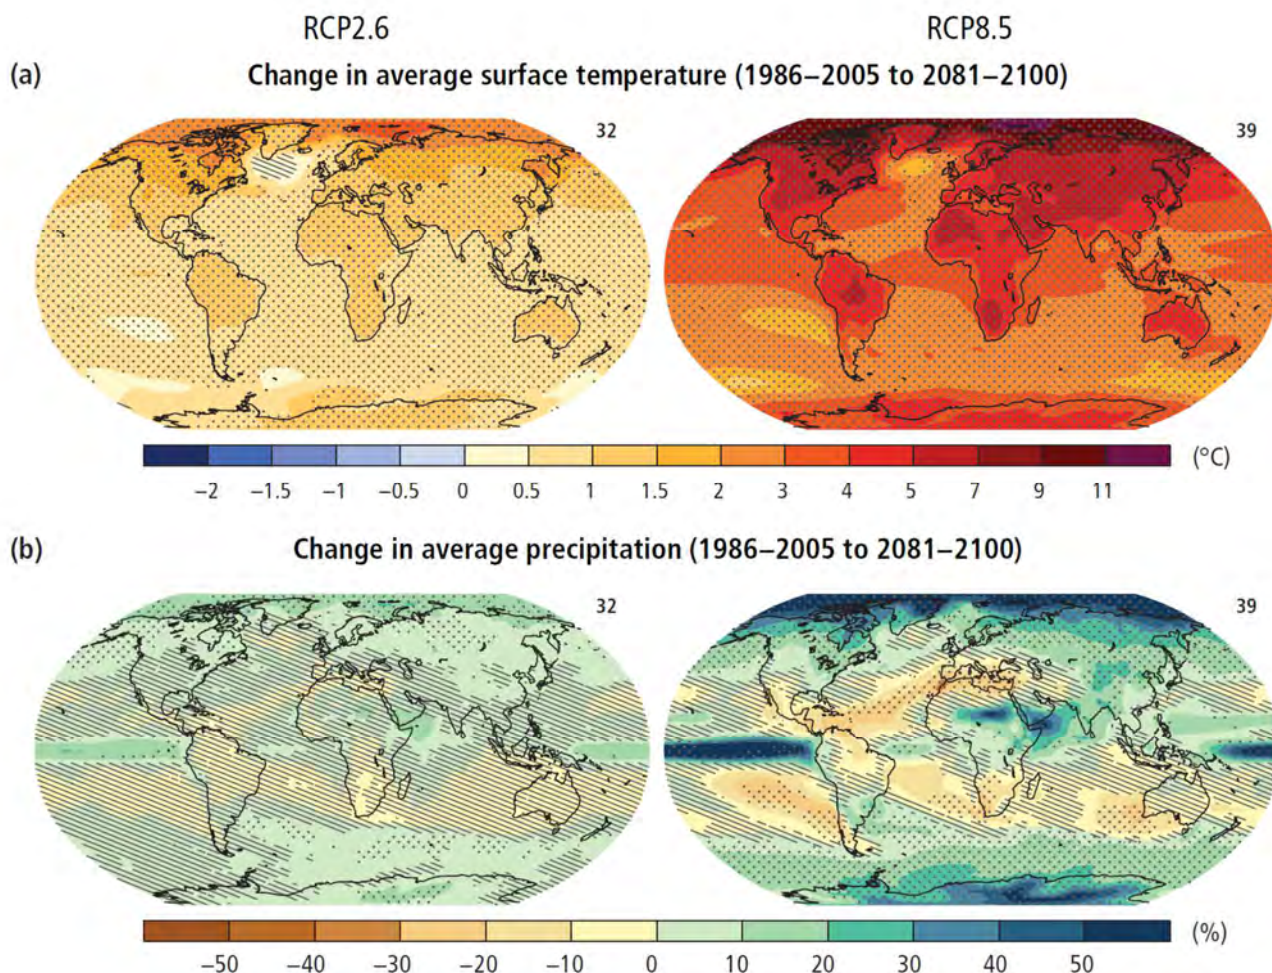 RCP2.6 RCP8.5
(a) Change in average surface temperature (1986–2005 to 2081–2100)
32 39
−2 −1.5 −1 −0.5 0 0.5 1 1.5 2 3 4 5 7 9 11 (°C)
(b) Change in average precipitation (1986–2005 to 2081–2100)
32 39
−50 −40 −30 −20 −10 0 10 20 30 40 50 (%)